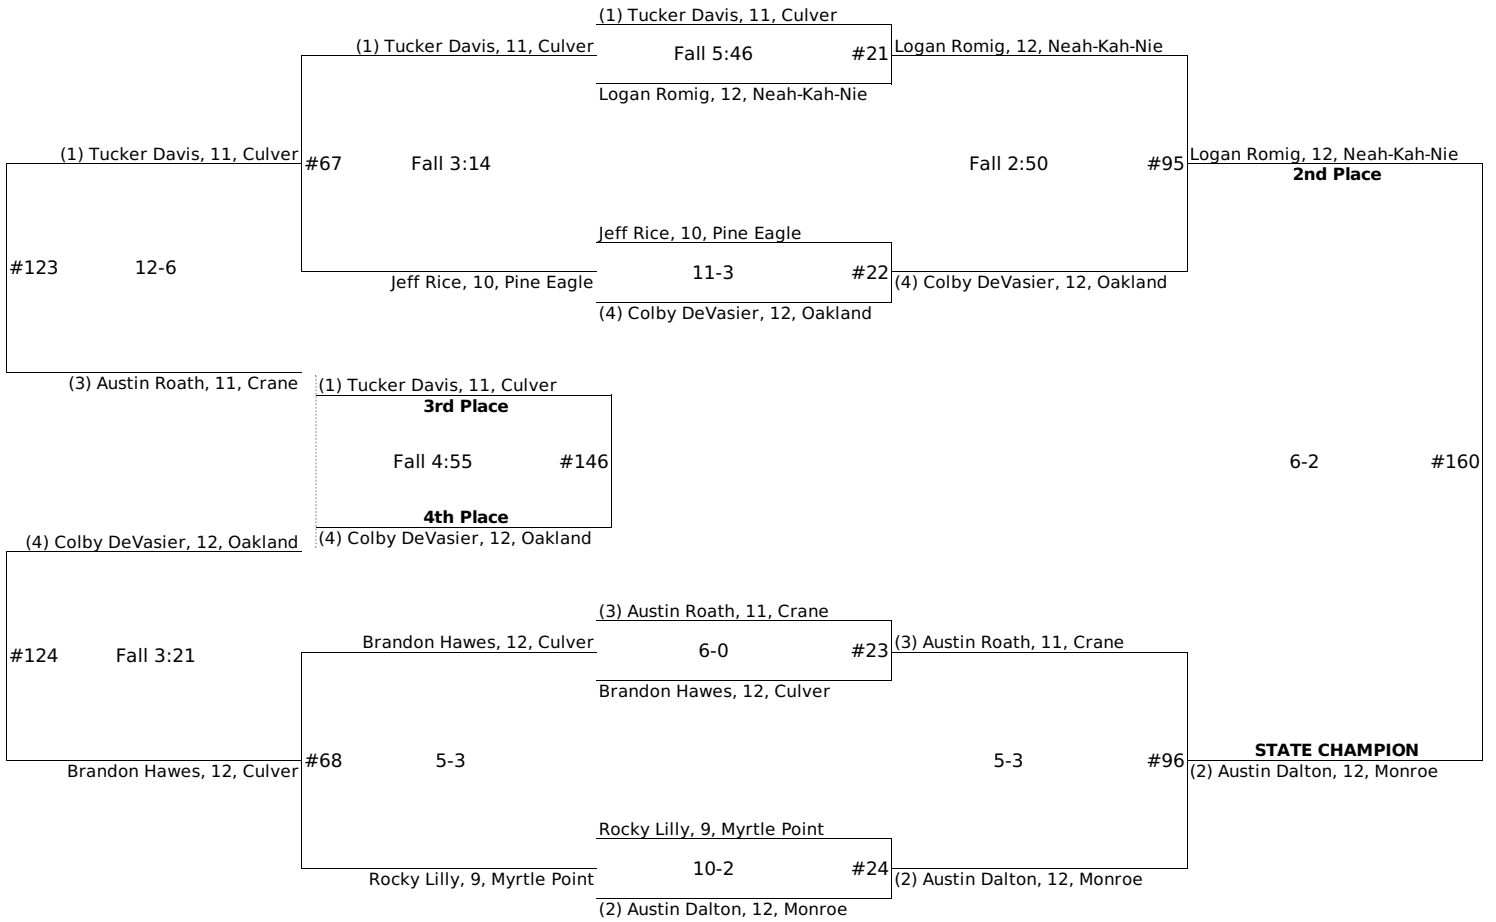 (1) Tucker Davis, 11, Culver
(1) Tucker Davis, 11, Culver
Fall 5:46
#21
Logan Romig, 12, Neah-Kah-Nie
Logan Romig, 12, Neah-Kah-Nie
(1) Tucker Davis, 11, Culver
#67
Fall 3:14
Fall 2:50
#95
Logan Romig, 12, Neah-Kah-Nie
2nd Place
Jeff Rice, 10, Pine Eagle
#123
12-6
Jeff Rice, 10, Pine Eagle
11-3
#22
(4) Colby DeVasier, 12, Oakland
(4) Colby DeVasier, 12, Oakland
(3) Austin Roath, 11, Crane
(1) Tucker Davis, 11, Culver
3rd Place
Fall 4:55
#146
6-2
#160
4th Place
(4) Colby DeVasier, 12, Oakland
(4) Colby DeVasier, 12, Oakland
(3) Austin Roath, 11, Crane
#124
Fall 3:21
Brandon Hawes, 12, Culver
6-0
#23
(3) Austin Roath, 11, Crane
Brandon Hawes, 12, Culver
Brandon Hawes, 12, Culver
#68
5-3
5-3
#96
STATE CHAMPION
(2) Austin Dalton, 12, Monroe
Rocky Lilly, 9, Myrtle Point
Rocky Lilly, 9, Myrtle Point
10-2
#24
(2) Austin Dalton, 12, Monroe
(2) Austin Dalton, 12, Monroe